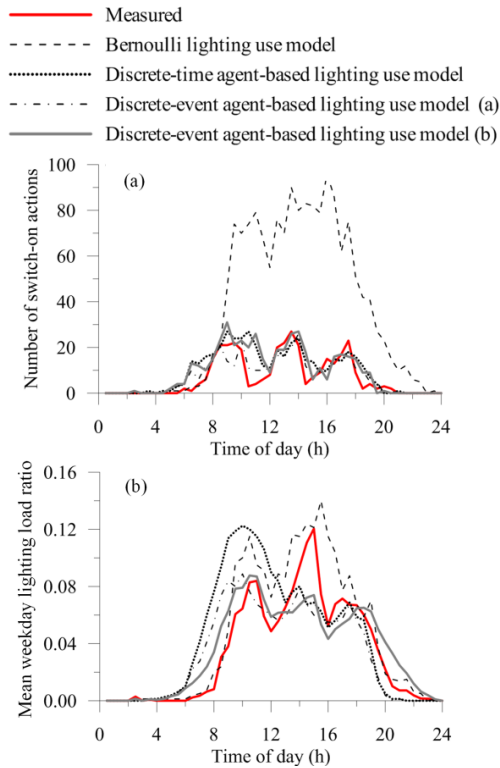 Measured
Bernoulli lighting use model
Discrete-time agent-based lighting use model
Discrete-event agent-based lighting use model (a)
Discrete-event agent-based lighting use model (b)
100
80
60
40
20
0
(a)
Number of switch-on actions
0 4 8 12 16 20 24
Time of day (h)
0.16
0.12
0.08
0.04
0.00
(b)
Mean weekday lighting load ratio
0 4 8 12 16 20 24
Time of day (h)